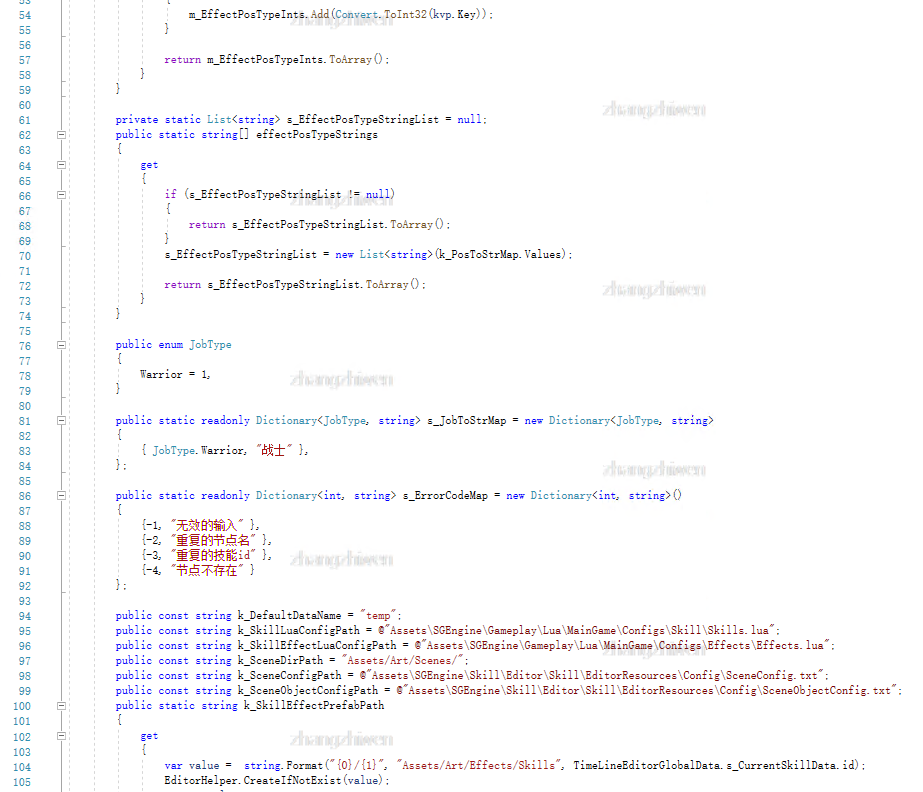 53 {
54 m_EffectPosTypeInts.Add(Convert.ToInt32(kvp.Key));
55 }
56
57 return m_EffectPosTypeInts.ToArray();
58 }
59 }
60
61 private static List<string> s_EffectPosTypeStringList = null;
62 public static string[] effectPosTypeStrings
63 {
64 get
65 {
66 if (s_EffectPosTypeStringList != null)
67 {
68 return s_EffectPosTypeStringList.ToArray();
69 }
70 s_EffectPosTypeStringList = new List<string>(k_PosToStrMap.Values);
71
72 return s_EffectPosTypeStringList.ToArray();
73 }
74 }
75
76 public enum JobType
77 {
78 Warrior = 1,
79 }
80
81 public static readonly Dictionary<JobType, string> s_JobToStrMap = new Dictionary<JobType, string>
82 {
83 { JobType.Warrior, "战士" },
84 };
85
86 public static readonly Dictionary<int, string> s_ErrorCodeMap = new Dictionary<int, string>()
87 {
88 {-1, "无效的输入" },
89 {-2, "重复的节点名" },
90 {-3, "重复的技能id" },
91 {-4, "节点不存在" }
92 };
93
94 public const string k_DefaultDataName = "temp";
95 public const string k_SkillLuaConfigPath = @"Assets\SGEngine\Gameplay\Lua\MainGame\Configs\Skill\Skills.lua";
96 public const string k_SkillEffectLuaConfigPath = @"Assets\SGEngine\Gameplay\Lua\MainGame\Configs\Effects\Effects.lua";
97 public const string k_SceneDirPath = "Assets/Art/Scenes/";
98 public const string k_SceneConfigPath = @"Assets\SGEngine\Skill\Editor\Skill\EditorResources\Config\SceneConfig.txt";
99 public const string k_SceneObjectConfigPath = @"Assets\SGEngine\Skill\Editor\Skill\EditorResources\Config\SceneObjectConfig.txt";
100 public static string k_SkillEffectPrefabPath
101 {
102 get
103 {
104 var value = string.Format("{0}/{1}", "Assets/Art/Effects/Skills", TimeLineEditorGlobalData.s_CurrentSkillData.id);
105 EditorHelper.CreateIfNotExist(value);
zhangzhiwen
zhangzhiwen
zhangzhiwen
zhangzhiwen
zhangzhiwen
zhangzhiwen
zhangzhiwen
zhangzhiwen
zhangzhiwen